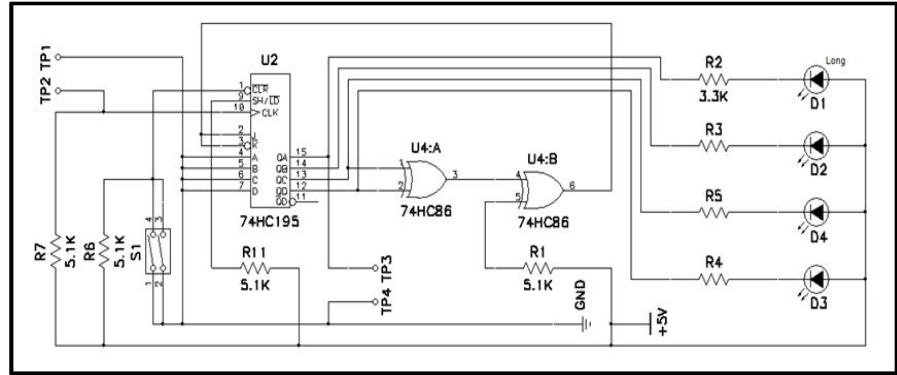 TP1
TP2
U2
1 CLR
9 SH/LD
10 CLK
2 J
3 K
4 A QA 15
5 B QB 14
6 C QC 13
7 D QD 12
QD 11
74HC195
U4:A
1
2
3
74HC86
U4:B
4
5
6
74HC86
R2
3.3K
Long
D1
R3
D2
R5
D4
R4
D3
R7
5.1K
R6
5.1K
S1
4 3
1 2
R11
5.1K
TP3
TP4
R1
5.1K
GND
+5V